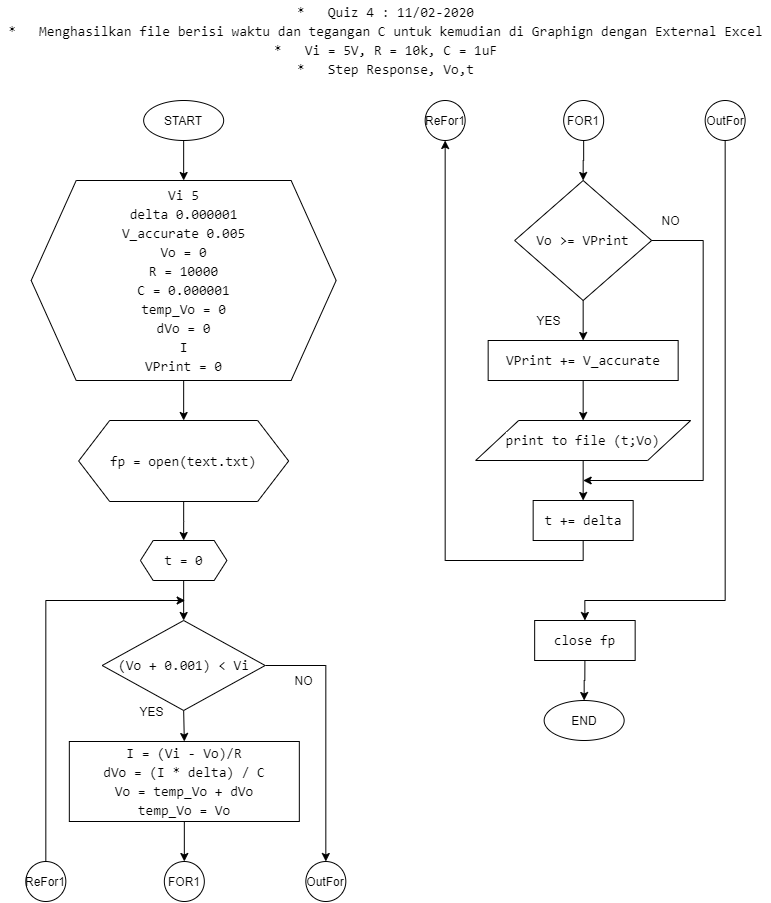 * Quiz 4 : 11/02-2020
* Menghasilkan file berisi waktu dan tegangan C untuk kemudian di Graphign dengan External Excel
* Vi = 5V, R = 10k, C = 1uF
* Step Response, Vo,t
START
Vi 5
delta 0.000001
V_accurate 0.005
Vo = 0
R = 10000
C = 0.000001
temp_Vo = 0
dVo = 0
I
VPrint = 0
fp = open(text.txt)
t = 0
(Vo + 0.001) < Vi
NO
YES
I = (Vi - Vo)/R
dVo = (I * delta) / C
Vo = temp_Vo + dVo
temp_Vo = Vo
ReFor1
FOR1
OutFor
ReFor1
FOR1
OutFor
Vo >= VPrint
NO
YES
VPrint += V_accurate
print to file (t;Vo)
t += delta
close fp
END